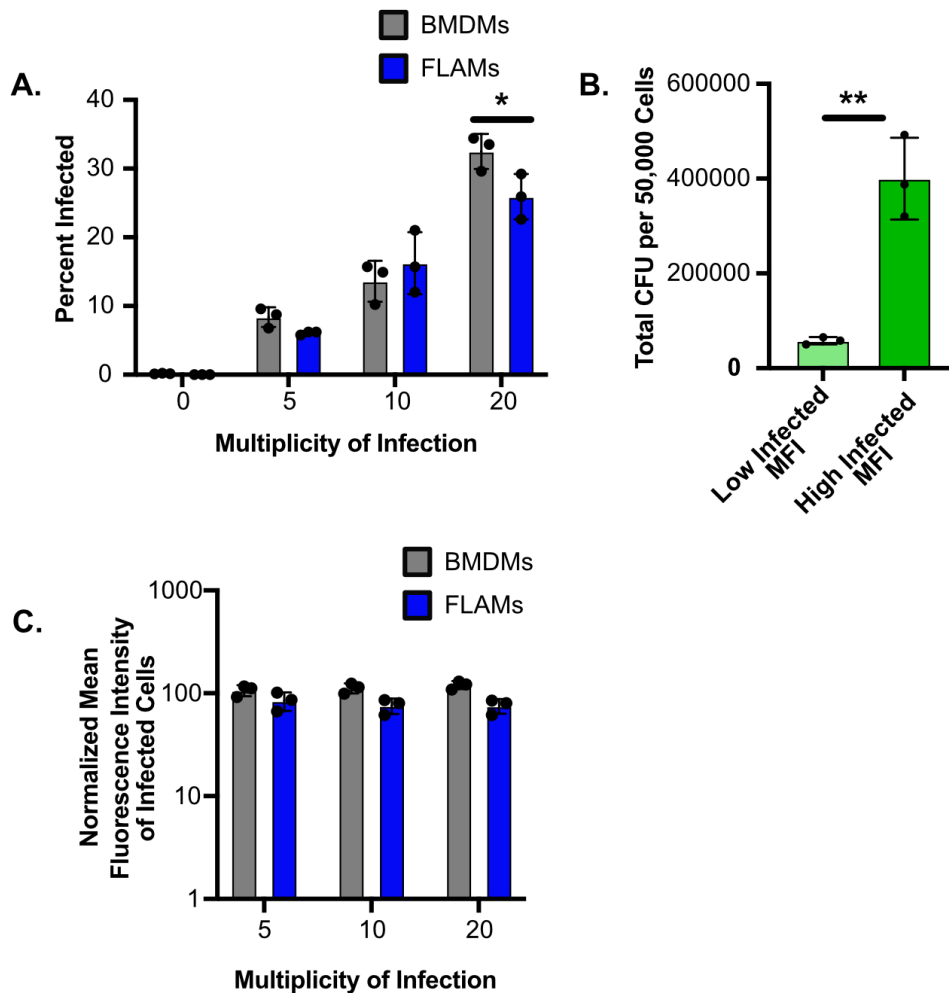 BMDMs
FLAMs
A.
40
30
20
10
0
Percent Infected
*
0 5 10 20
Multiplicity of Infection
B.
600000
400000
200000
0
Total CFU per 50,000 Cells
**
Low Infected
MFI
High Infected
MFI
BMDMs
FLAMs
C.
1000
100
10
1
Normalized Mean
Fluorescence Intensity
of Infected Cells
5 10 20
Multiplicity of Infection